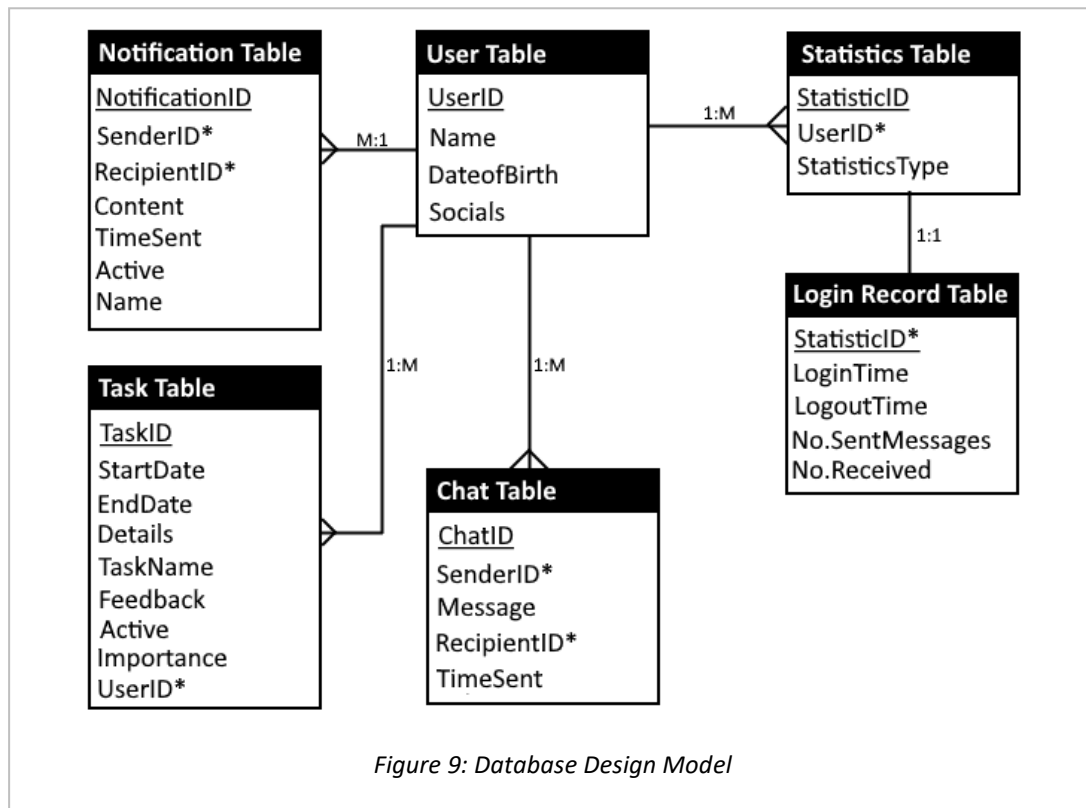 Notification Table
NotificationID
SenderID*
RecipientID*
Content
TimeSent
Active
Name
M:1
User Table
UserID
Name
DateofBirth
Socials
1:M
Statistics Table
StatisticID
UserID*
StatisticsType
1:1
Login Record Table
StatisticID*
LoginTime
LogoutTime
No.SentMessages
No.Received
1:M
Task Table
TaskID
StartDate
EndDate
Details
TaskName
Feedback
Active
Importance
UserID*
1:M
Chat Table
ChatID
SenderID*
Message
RecipientID*
TimeSent
Figure 9: Database Design Model